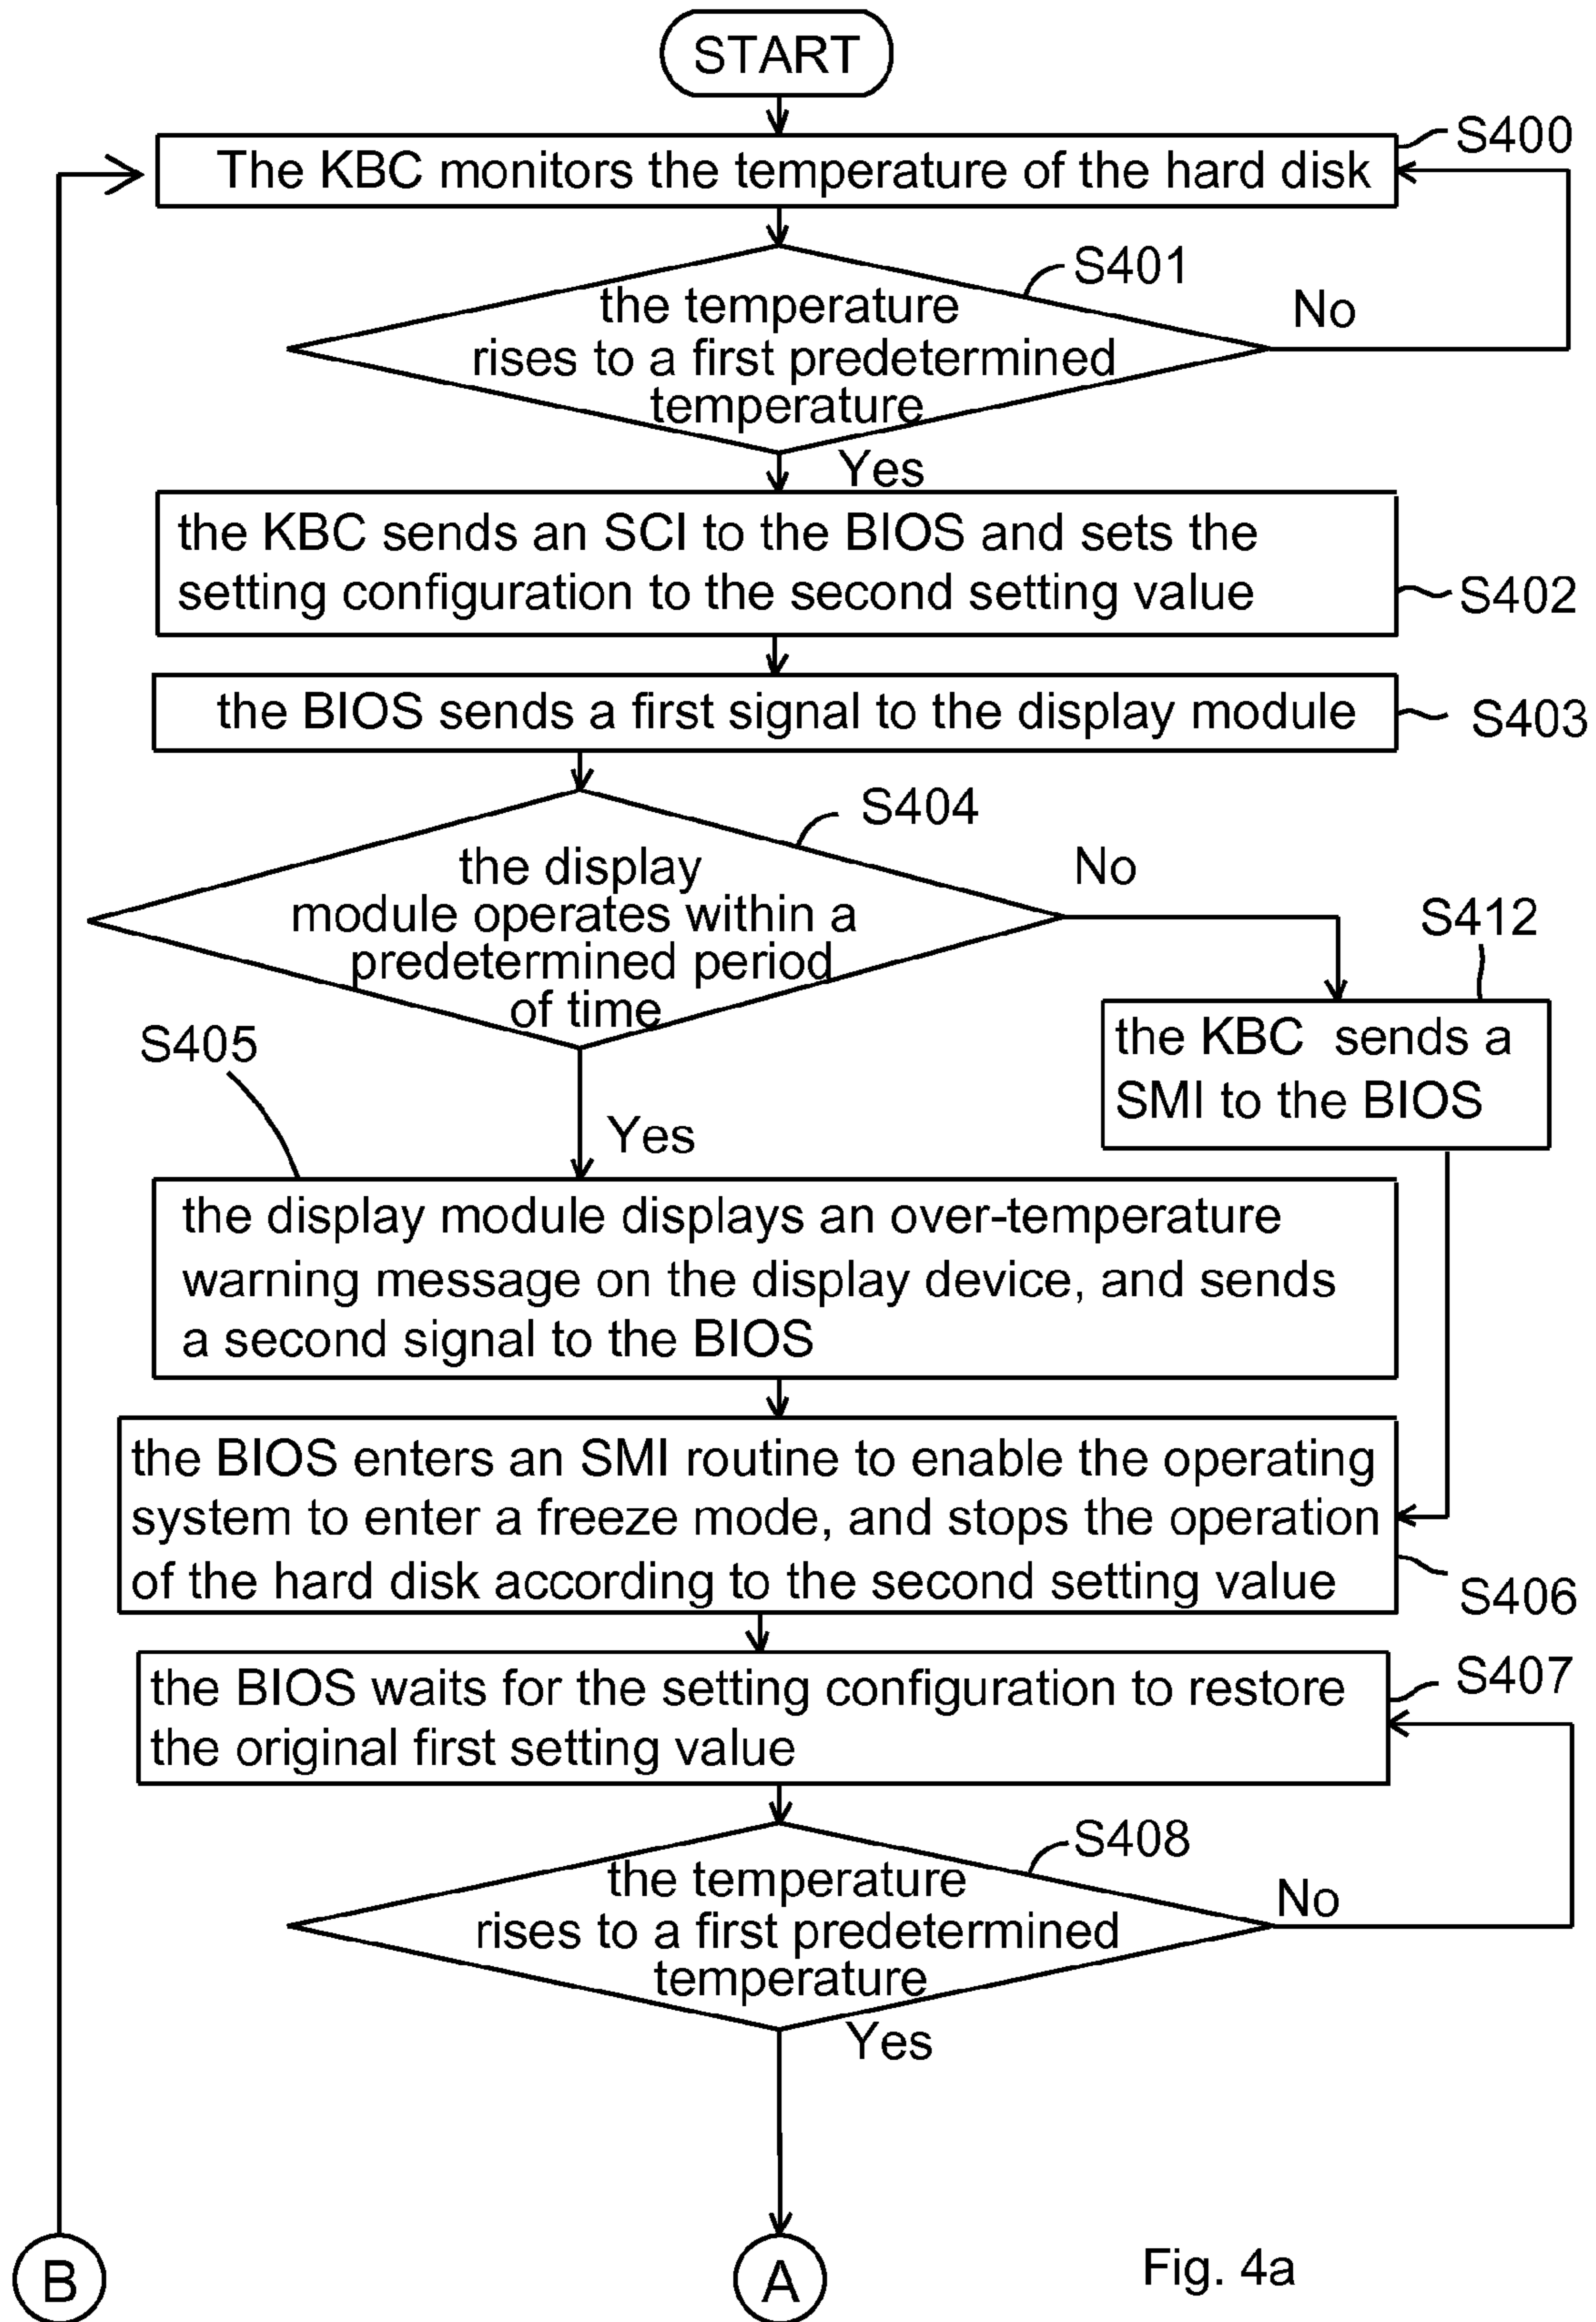 START
S400
The KBC monitors the temperature of the hard disk
S401
the temperature
rises to a first predetermined
temperature
No
Yes
the KBC sends an SCI to the BIOS and sets the
setting configuration to the second setting value
S402
the BIOS sends a first signal to the display module
S403
S404
the display
module operates within a
predetermined period
of time
No
S412
the KBC sends a
SMI to the BIOS
S405
Yes
the display module displays an over-temperature
warning message on the display device, and sends
a second signal to the BIOS
the BIOS enters an SMI routine to enable the operating
system to enter a freeze mode, and stops the operation
of the hard disk according to the second setting value
S406
the BIOS waits for the setting configuration to restore
the original first setting value
S407
S408
the temperature
rises to a first predetermined
temperature
No
Yes
B
A
Fig. 4a